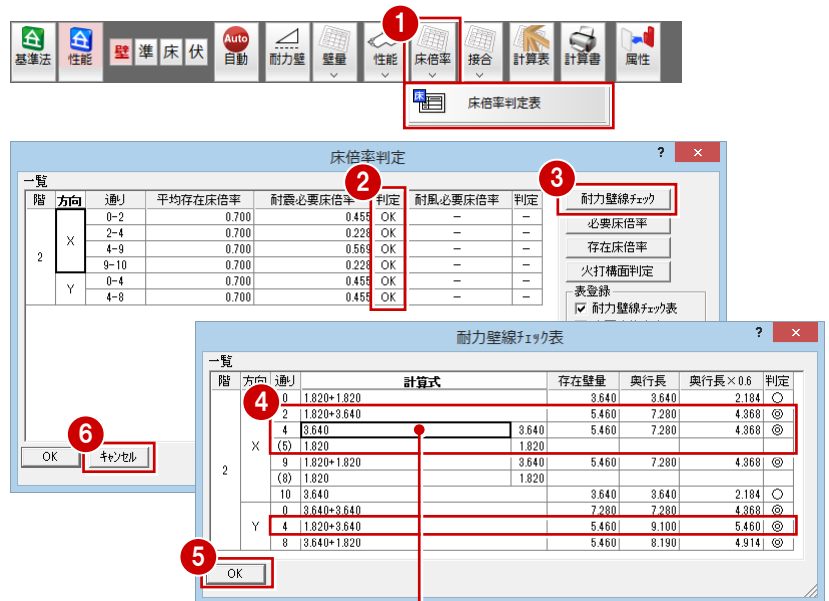 1
基準法 性能 壁 準 床 伏 Auto 自動 耐力壁 壁量 性能 床倍率 接合 計算表 計算書 属性
床 床倍率判定表
床倍率判定 ? ×
一覧
2
3
階 方向 通り 平均存在床倍率 耐震必要床倍率 判定 耐風必要床倍率 判定
2 X 0-2 0.700 0.455 OK － －
2-4 0.700 0.228 OK － －
4-9 0.700 0.569 OK － －
9-10 0.700 0.228 OK － －
Y 0-4 0.700 0.455 OK － －
4-8 0.700 0.455 OK － －
耐力壁線チェック
必要床倍率
存在床倍率
火打構面判定
表登録
耐力壁線チェック表
6
OK キャンセル
耐力壁線チェック表 ? ×
一覧
階 方向 通り 計算式 存在壁量 奥行長 奥行長×0.6 判定
4
2 X 0 1.820+1.820 3.640 3.640 2.184 ○
2 1.820+3.640 5.460 7.280 4.368 ◎
4 3.640 3.640 5.460 7.280 4.368 ◎
(5) 1.820 1.820
9 1.820+1.820 3.640 5.460 7.280 4.368 ◎
(8) 1.820 1.820
10 3.640 3.640 3.640 2.184 ○
Y 0 3.640+3.640 7.280 7.280 4.368 ◎
4 1.820+3.640 5.460 9.100 5.460 ◎
8 3.640+1.820 5.460 8.190 4.914 ◎
5
OK